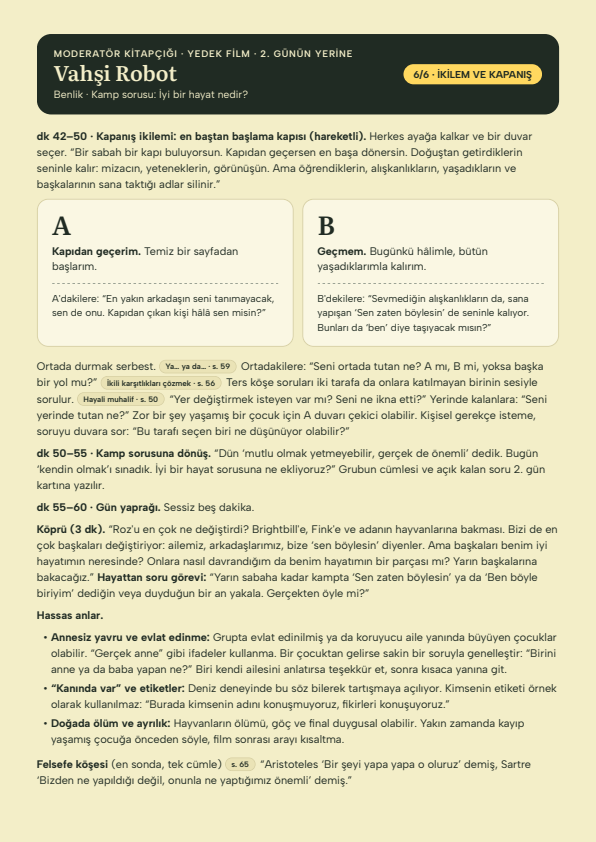 MODERATÖR KİTAPÇIĞI · YEDEK FİLM · 2. GÜNÜN YERİNE
Vahşi Robot
Benlik · Kamp sorusu: İyi bir hayat nedir?
6/6 · İKİLEM VE KAPANIŞ
dk 42–50 · Kapanış ikilemi: en baştan başlama kapısı (hareketli). Herkes ayağa kalkar ve bir duvar
seçer. “Bir sabah bir kapı buluyorsun. Kapıdan geçersen en başa dönersin. Doğuştan getirdiklerin
seninle kalır: mizacın, yeteneklerin, görünüşün. Ama öğrendiklerin, alışkanlıkların, yaşadıkların ve
başkalarının sana taktığı adlar silinir.”
A
Kapıdan geçerim. Temiz bir sayfadan
başlarım.
A'dakilere: “En yakın arkadaşın seni tanımayacak,
sen de onu. Kapıdan çıkan kişi hâlâ sen misin?”
B
Geçmem. Bugünkü hâlimle, bütün
yaşadıklarımla kalırım.
B'dekilere: “Sevmediğin alışkanlıkların da, sana
yapışan ‘Sen zaten böylesin’ de seninle kalıyor.
Bunları da ‘ben’ diye taşıyacak mısın?”
Ortada durmak serbest. Ya… ya da… · s. 59 Ortadakilere: “Seni ortada tutan ne? A mı, B mi, yoksa başka
bir yol mu?” İkili karşıtlıkları çözmek · s. 56 Ters köşe soruları iki tarafa da onlara katılmayan birinin sesiyle
sorulur. Hayali muhalif · s. 50 “Yer değiştirmek isteyen var mı? Seni ne ikna etti?” Yerinde kalanlara: “Seni
yerinde tutan ne?” Zor bir şey yaşamış bir çocuk için A duvarı çekici olabilir. Kişisel gerekçe isteme,
soruyu duvara sor: “Bu tarafı seçen biri ne düşünüyor olabilir?”
dk 50–55 · Kamp sorusuna dönüş. “Dün ‘mutlu olmak yetmeyebilir, gerçek de önemli’ dedik. Bugün
‘kendin olmak’ı sınadık. İyi bir hayat sorusuna ne ekliyoruz?” Grubun cümlesi ve açık kalan soru 2. gün
kartına yazılır.
dk 55–60 · Gün yaprağı. Sessiz beş dakika.
Köprü (3 dk). “Roz'u en çok ne değiştirdi? Brightbill'e, Fink'e ve adanın hayvanlarına bakması. Bizi de en
çok başkaları değiştiriyor: ailemiz, arkadaşlarımız, bize ‘sen böylesin’ diyenler. Ama başkaları benim iyi
hayatımın neresinde? Onlara nasıl davrandığım da benim hayatımın bir parçası mı? Yarın başkalarına
bakacağız.” Hayattan soru görevi: “Yarın sabaha kadar kampta ‘Sen zaten böylesin’ ya da ‘Ben böyle
biriyim’ dediğin veya duyduğun bir an yakala. Gerçekten öyle mi?”
Hassas anlar.
• Annesiz yavru ve evlat edinme: Grupta evlat edinilmiş ya da koruyucu aile yanında büyüyen çocuklar
olabilir. “Gerçek anne” gibi ifadeler kullanma. Bir çocuktan gelirse sakin bir soruyla genelleştir: “Birini
anne ya da baba yapan ne?” Biri kendi ailesini anlatırsa teşekkür et, sonra kısaca yanına git.
• “Kanında var” ve etiketler: Deniz deneyinde bu söz bilerek tartışmaya açılıyor. Kimsenin etiketi örnek
olarak kullanılmaz: “Burada kimsenin adını konuşmuyoruz, fikirleri konuşuyoruz.”
• Doğada ölüm ve ayrılık: Hayvanların ölümü, göç ve final duygusal olabilir. Yakın zamanda kayıp
yaşamış çocuğa önceden söyle, film sonrası arayı kısaltma.
Felsefe köşesi (en sonda, tek cümle) s. 65 “Aristoteles ‘Bir şeyi yapa yapa o oluruz’ demiş, Sartre
‘Bizden ne yapıldığı değil, onunla ne yaptığımız önemli’ demiş.”